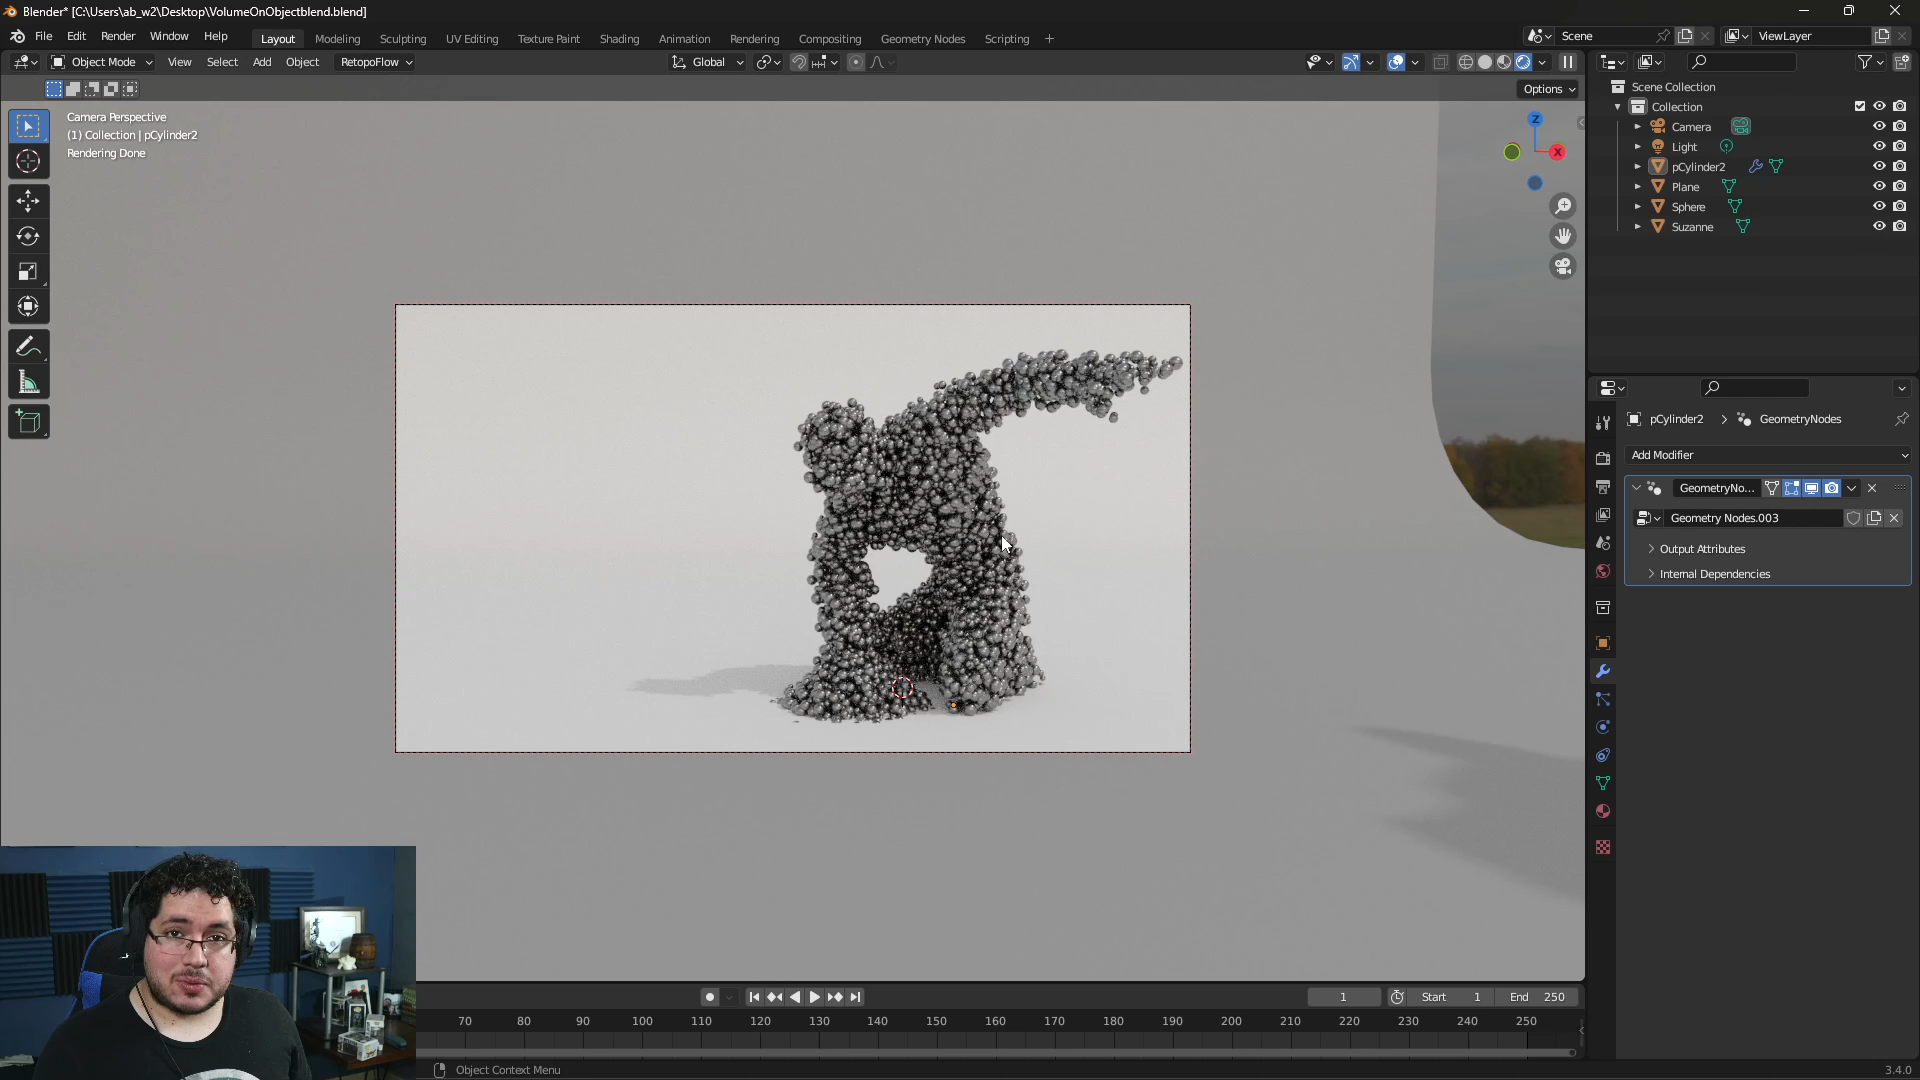 Blender* [C:\Users\ab_w2\Desktop\VolumeOnObjectblend.blend]
File Edit Render Window Help Layout Modeling Sculpting UV Editing Texture Paint Shading Animation Rendering Compositing Geometry Nodes Scripting + Scene ViewLayer
Object Mode View Select Add Object RetopoFlow Global
Options
Camera Perspective
(1) Collection | pCylinder2
Rendering Done
Z
X
Scene Collection
Collection
Camera
Light
pCylinder2
Plane
Sphere
Suzanne
pCylinder2 > GeometryNodes
Add Modifier
GeometryNo...
Geometry Nodes.003
Output Attributes
Internal Dependencies
1 Start 1 End 250
70 80 90 100 110 120 130 140 150 160 170 180 190 200 210 220 230 240 250
Object Context Menu
3.4.0